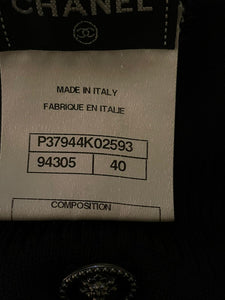 CHANEL
MADE IN ITALY
FABRIQUE EN ITALIE
P37944K02593
94305 40
COMPOSITION